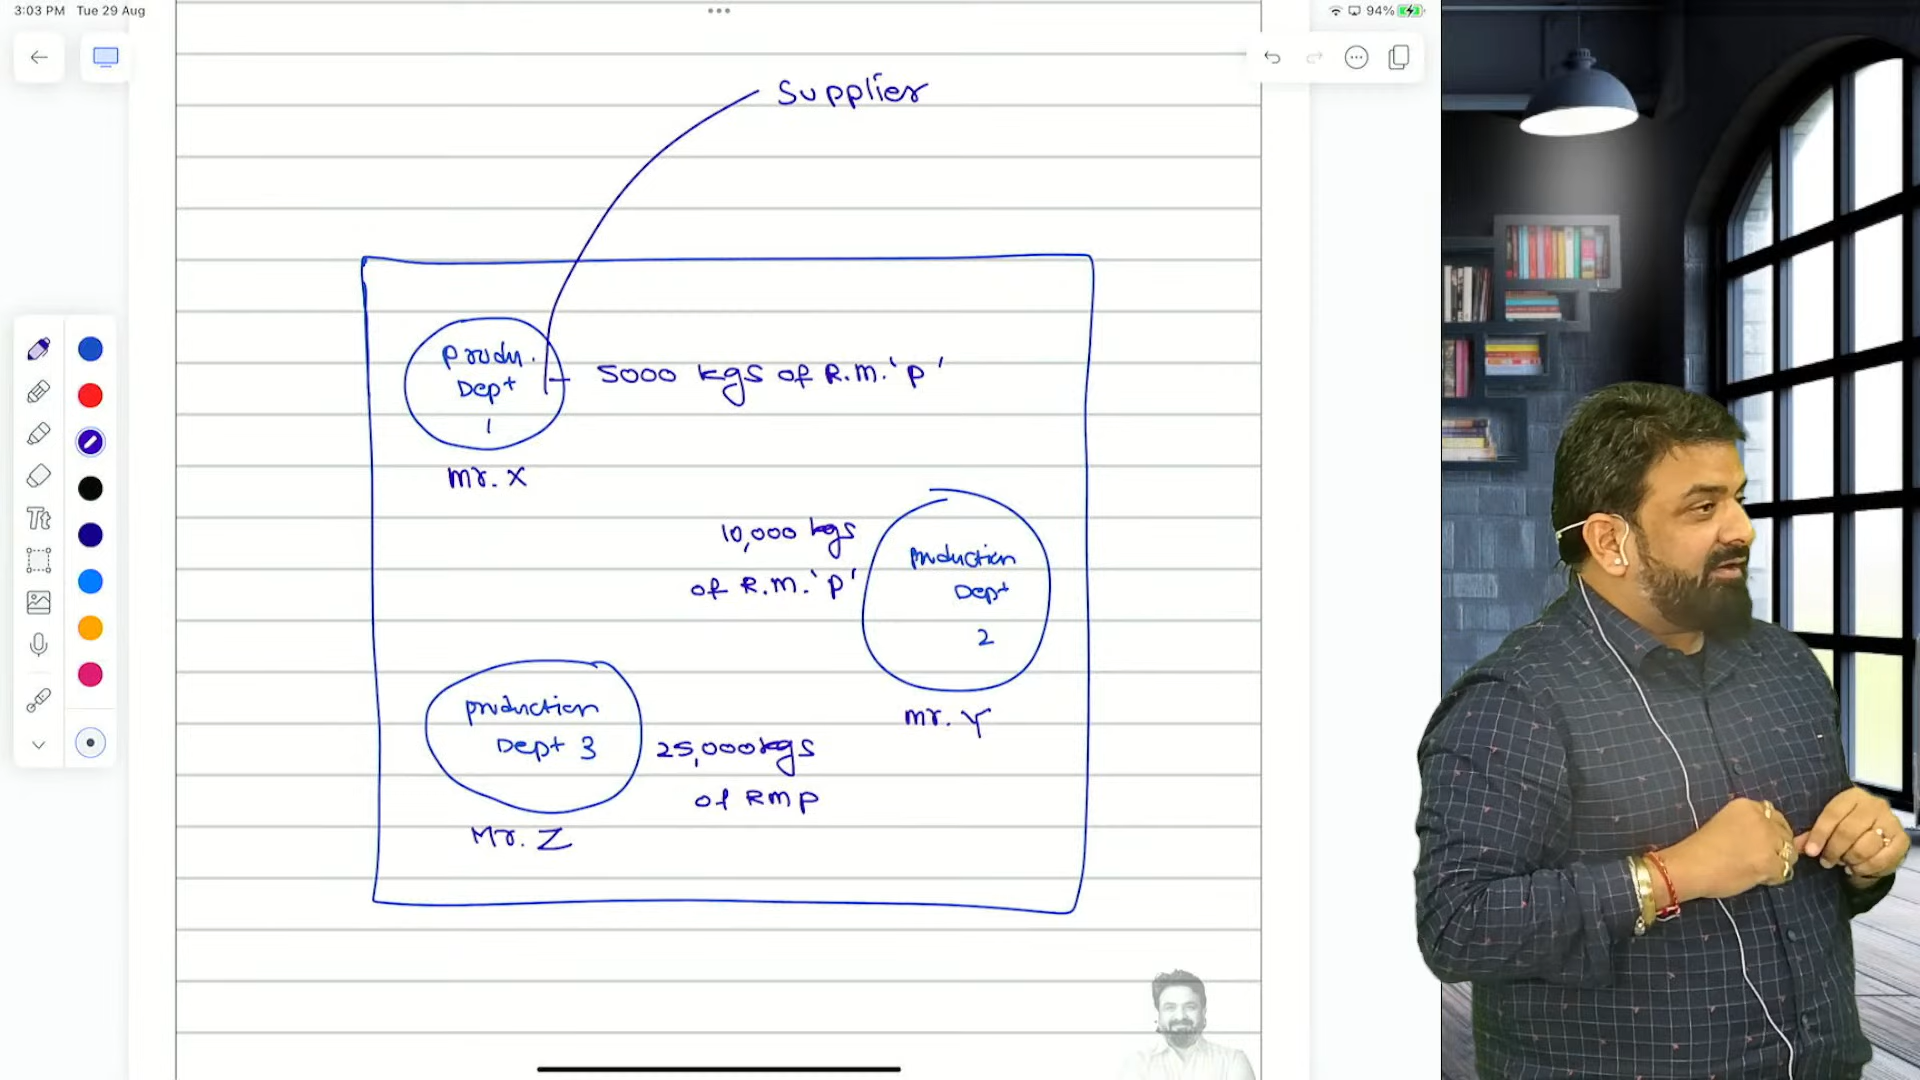 3:03 PM Tue 29 Aug
94%
Supplier
Produ.
Dept
1
5000 kgs of R.M. 'P'
Mr. X
10,000 kgs
of R.M. 'P'
Production
Dept
2
Mr. Y
Production
Dept 3
25,000 kgs
of RMP
Mr. Z
Tt